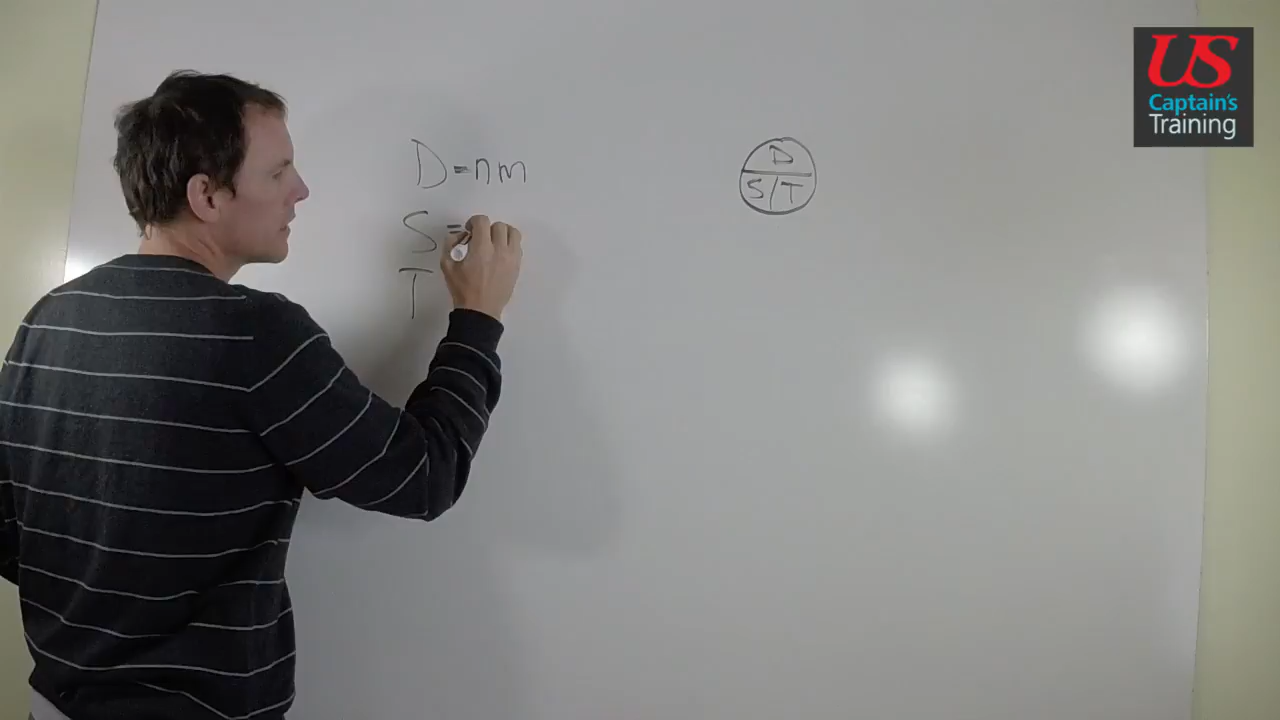 D = nm
S =
T
D
S / T
US
Captain's
Training